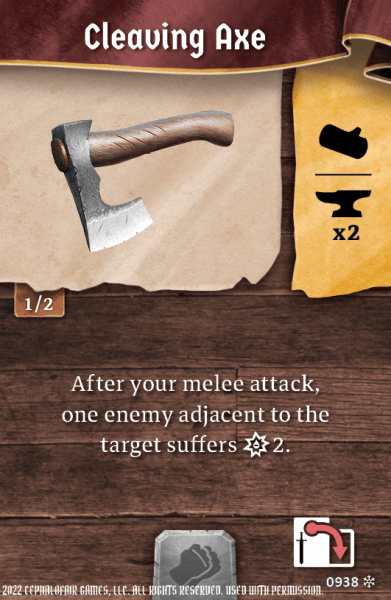 Cleaving Axe
x2
1/2
After your melee attack,
one enemy adjacent to the
target suffers 2.
0938
2022 CEPHALOFAIR GAMES, LLC. ALL RIGHTS RESERVED. USED WITH PERMISSION.